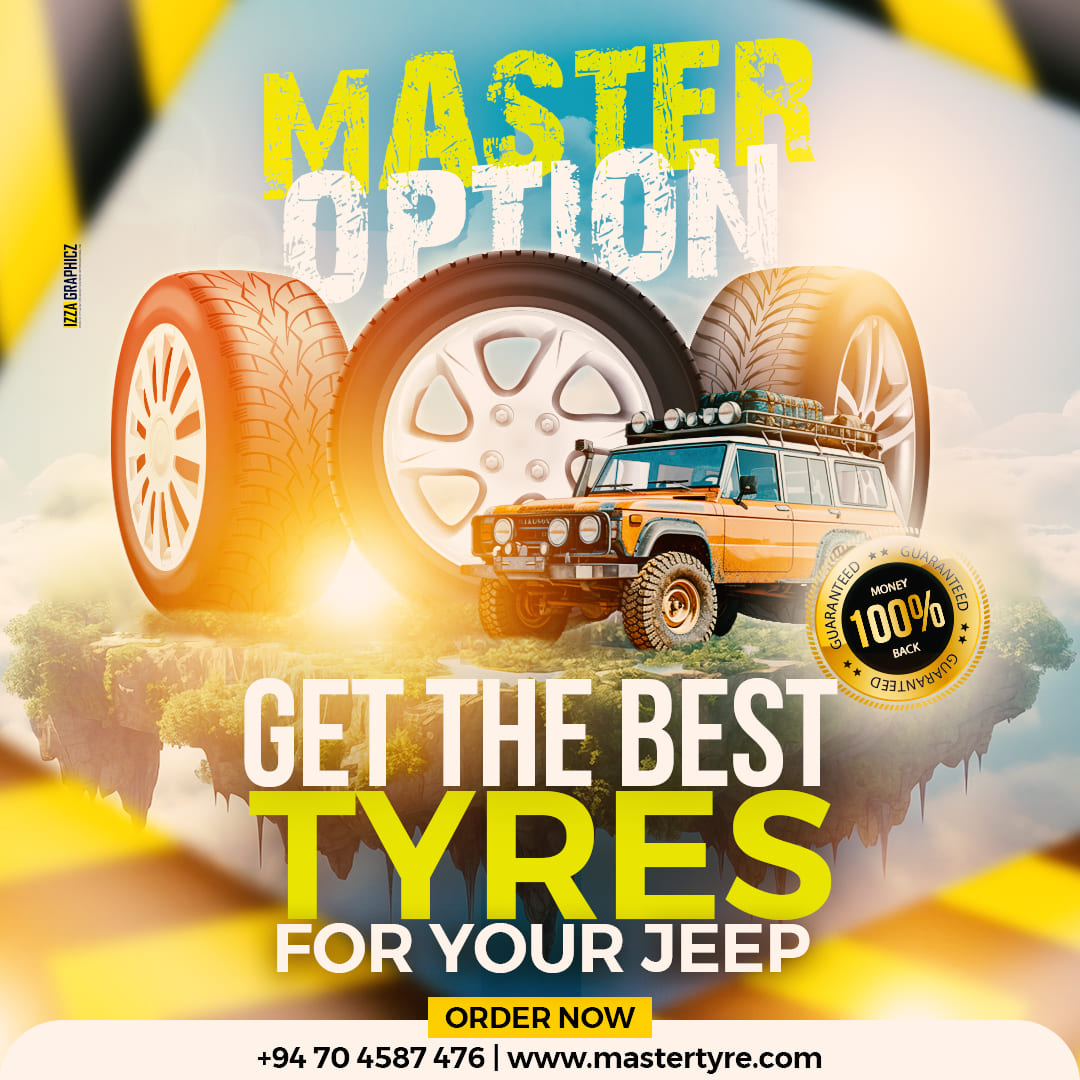 MASTER
OPTION
IZZA GRAPHICZ
GUARANTEED
GUARANTEED
GUARANTEED
MONEY
100%
BACK
GET THE BEST
TYRES
FOR YOUR JEEP
ORDER NOW
+94 70 4587 476 | www.mastertyre.com